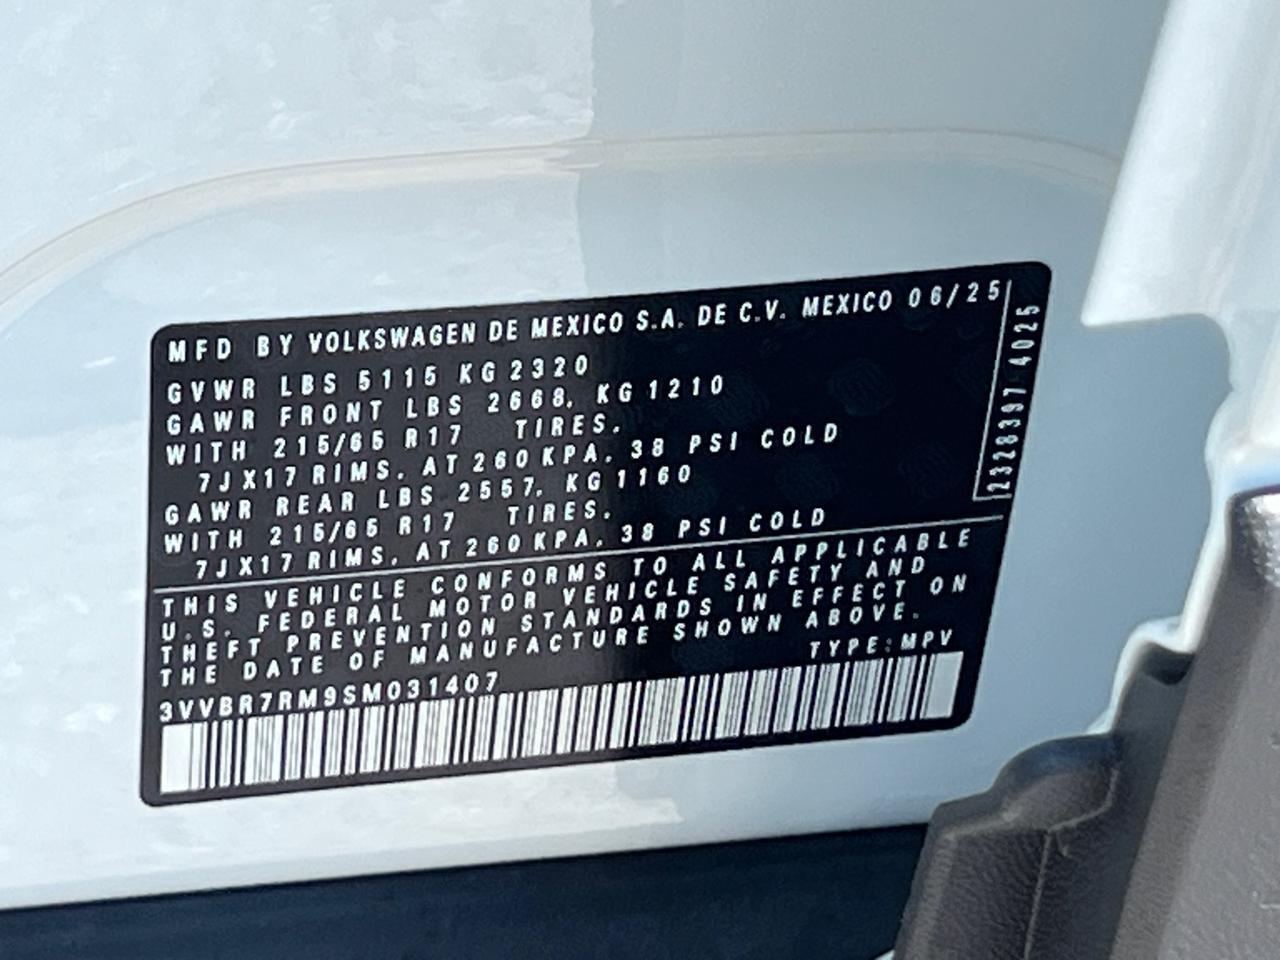 MFD BY VOLKSWAGEN DE MEXICO S.A. DE C.V. MEXICO 06/25
GVWR LBS 5115 KG 2320
GAWR FRONT LBS 2668, KG 1210
WITH 215/65 R17 TIRES.
7JX17 RIMS, AT 260 KPA, 38 PSI COLD
GAWR REAR LBS 2557, KG 1160
WITH 215/65 R17 TIRES.
7JX17 RIMS, AT 260 KPA, 38 PSI COLD
2328397 4025
THIS VEHICLE CONFORMS TO ALL APPLICABLE
U.S. FEDERAL MOTOR VEHICLE SAFETY AND
THEFT PREVENTION STANDARDS IN EFFECT ON
THE DATE OF MANUFACTURE SHOWN ABOVE.
TYPE:MPV
3VVBR7RM9SM031407